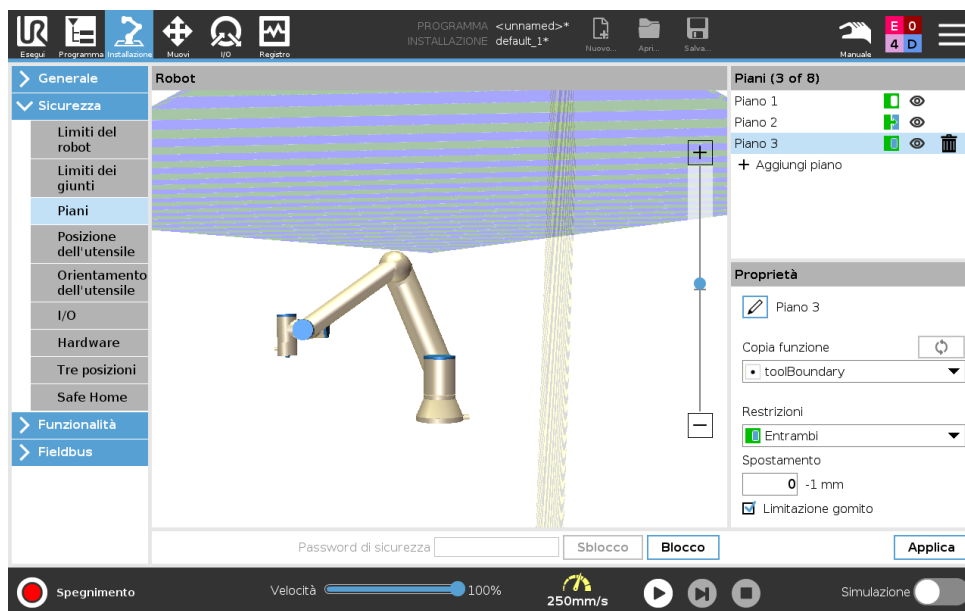 PROGRAMMA <unnamed>*
INSTALLAZIONE default_1*
Esegui
Programma
Installazione
Muovi
I/O
Registro
Nuovo...
Apri...
Salva...
Manuale
E 0
4 D
Generale
Sicurezza
Limiti del
robot
Limiti dei
giunti
Piani
Posizione
dell'utensile
Orientamento
dell'utensile
I/O
Hardware
Tre posizioni
Safe Home
Funzionalità
Fieldbus
Robot
Piani (3 of 8)
Piano 1
Piano 2
Piano 3
+ Aggiungi piano
Proprietà
Piano 3
Copia funzione
toolBoundary
Restrizioni
Entrambi
Spostamento
0 -1 mm
Limitazione gomito
Password di sicurezza
Sblocco
Blocco
Applica
Spegnimento
Velocità
100%
250mm/s
Simulazione